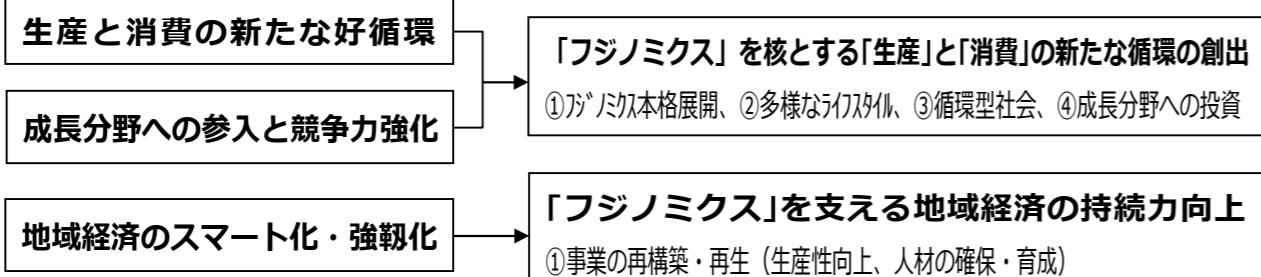 生産と消費の新たな好循環
成長分野への参入と競争力強化
「フジノミクス」を核とする「生産」と「消費」の新たな循環の創出
①フジノミクス本格展開、②多様なライフスタイル、③循環型社会、④成長分野への投資
地域経済のスマート化・強靱化
「フジノミクス」を支える地域経済の持続力向上
①事業の再構築・再生（生産性向上、人材の確保・育成）